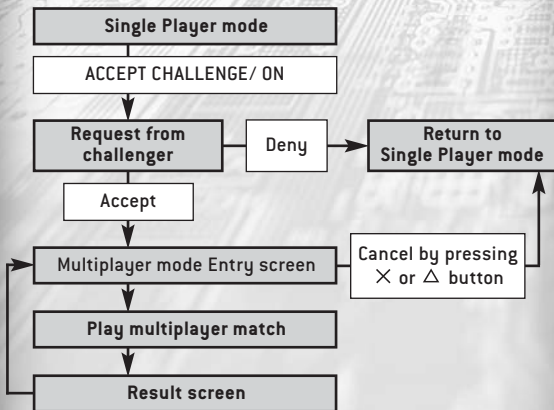 Single Player mode
ACCEPT CHALLENGE/ ON
Request from
challenger
Deny
Return to
Single Player mode
Accept
Multiplayer mode Entry screen
Cancel by pressing
✕ or △ button
Play multiplayer match
Result screen